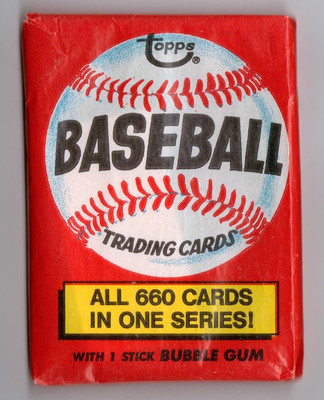 Topps®
BASEBALL
TRADING CARDS
ALL 660 CARDS
IN ONE SERIES!
WITH 1 STICK BUBBLE GUM